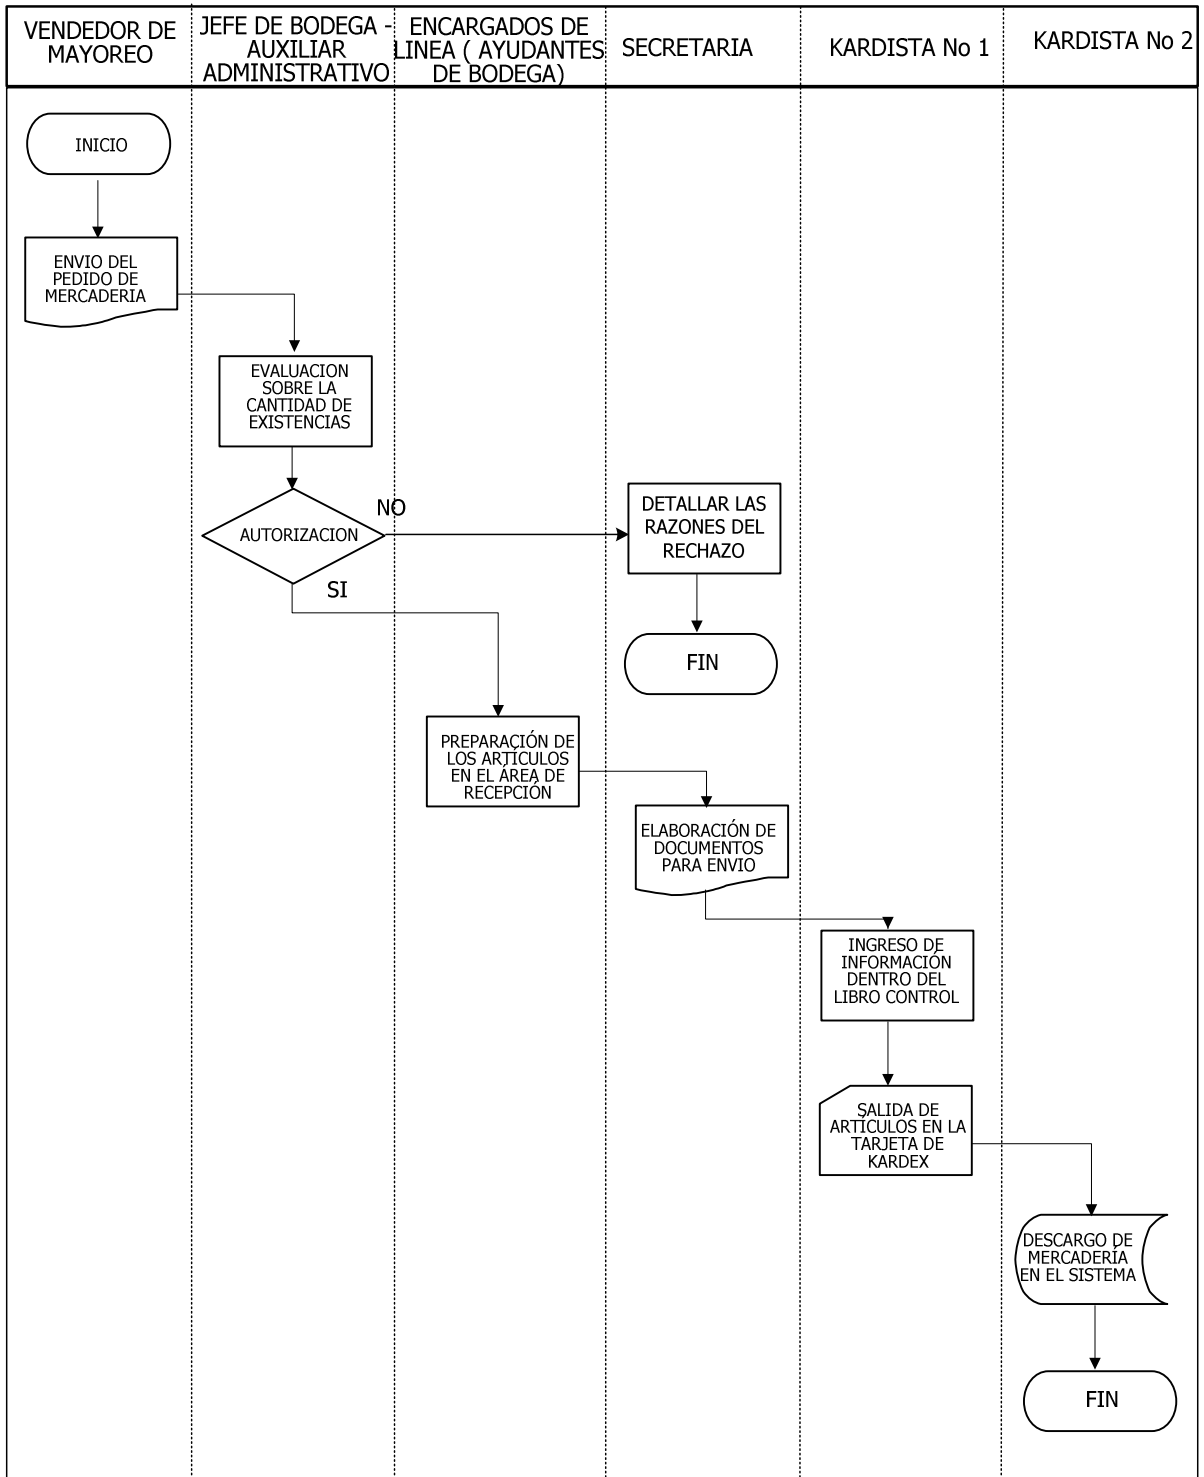 VENDEDOR DE
MAYOREO
JEFE DE BODEGA -
AUXILIAR
ADMINISTRATIVO
ENCARGADOS DE
LINEA ( AYUDANTES
DE BODEGA)
SECRETARIA
KARDISTA No 1
KARDISTA No 2
INICIO
ENVIO DEL
PEDIDO DE
MERCADERIA
EVALUACION
SOBRE LA
CANTIDAD DE
EXISTENCIAS
AUTORIZACION
NO
SI
DETALLAR LAS
RAZONES DEL
RECHAZO
FIN
PREPARACIÓN DE
LOS ARTÍCULOS
EN EL ÁREA DE
RECEPCIÓN
ELABORACIÓN DE
DOCUMENTOS
PARA ENVIO
INGRESO DE
INFORMACIÓN
DENTRO DEL
LIBRO CONTROL
SALIDA DE
ARTÍCULOS EN LA
TARJETA DE
KARDEX
DESCARGO DE
MERCADERÍA
EN EL SISTEMA
FIN